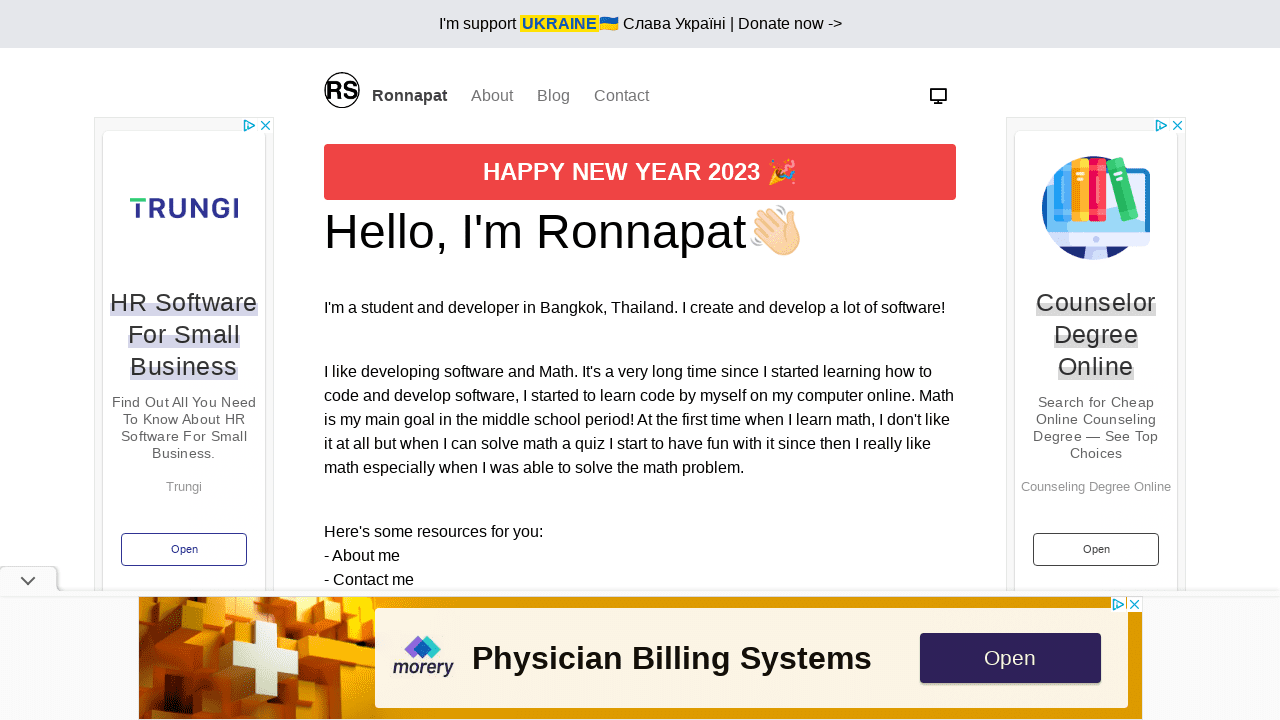 I'm support UKRAINE🇺🇦 Слава Україні | Donate now ->
RS Ronnapat About Blog Contact
HAPPY NEW YEAR 2023 🎉
Hello, I'm Ronnapat👋🏻
I'm a student and developer in Bangkok, Thailand. I create and develop a lot of software!
I like developing software and Math. It's a very long time since I started learning how to
code and develop software, I started to learn code by myself on my computer online. Math
is my main goal in the middle school period! At the first time when I learn math, I don't like
it at all but when I can solve math a quiz I start to have fun with it since then I really like
math especially when I was able to solve the math problem.
Here's some resources for you:
- About me
- Contact me
TRUNGI
HR Software
For Small
Business
Find Out All You Need
To Know About HR
Software For Small
Business.
Trungi
Open
Counselor
Degree
Online
Search for Cheap
Online Counseling
Degree — See Top
Choices
Counseling Degree Online
Open
morery
Physician Billing Systems
Open